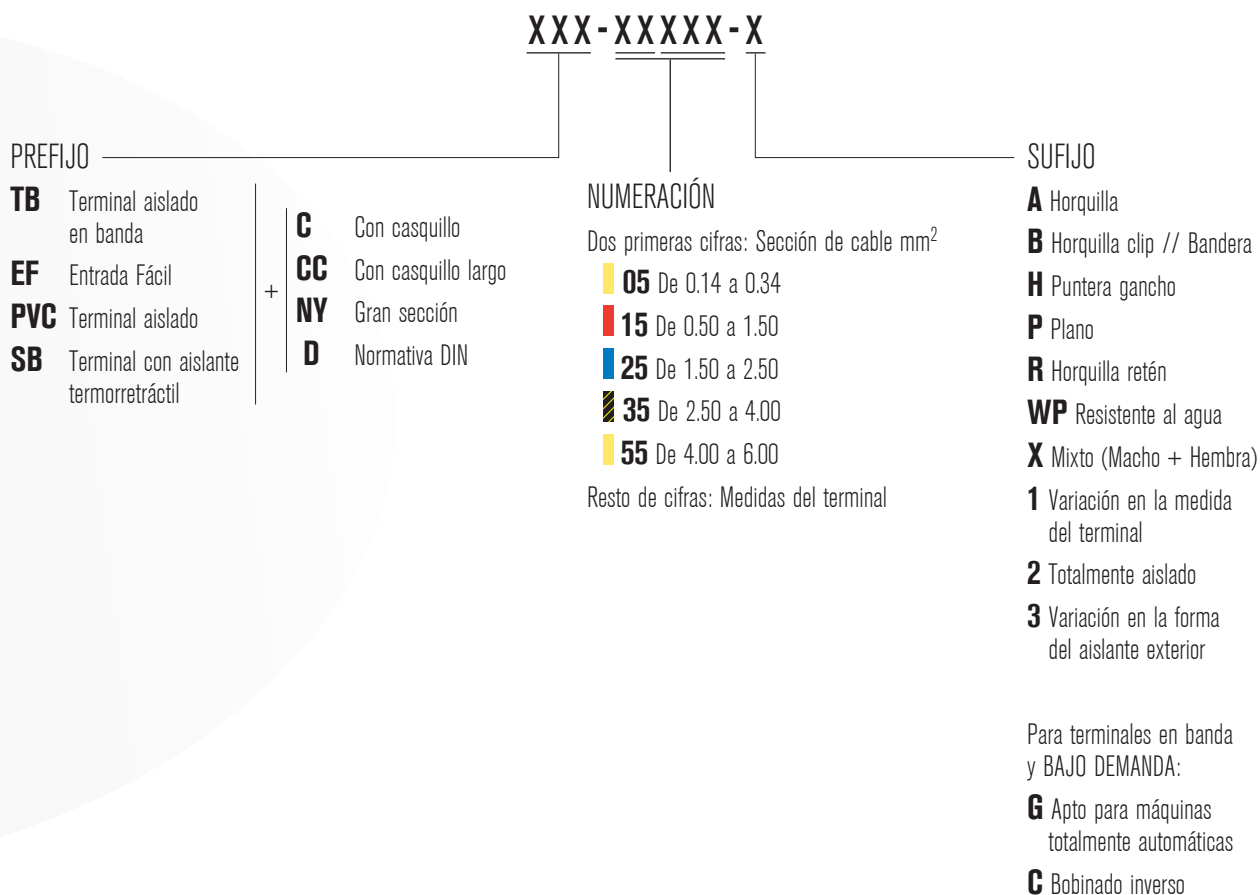 XXX-XXXXX-X
PREFIJO
TB Terminal aislado
en banda
EF Entrada Fácil
PVC Terminal aislado
SB Terminal con aislante
termorretráctil
+
C Con casquillo
CC Con casquillo largo
NY Gran sección
D Normativa DIN
NUMERACIÓN
Dos primeras cifras: Sección de cable mm²
05 De 0.14 a 0.34
15 De 0.50 a 1.50
25 De 1.50 a 2.50
35 De 2.50 a 4.00
55 De 4.00 a 6.00
Resto de cifras: Medidas del terminal
SUFIJO
A Horquilla
B Horquilla clip // Bandera
H Puntera gancho
P Plano
R Horquilla retén
WP Resistente al agua
X Mixto (Macho + Hembra)
1 Variación en la medida
del terminal
2 Totalmente aislado
3 Variación en la forma
del aislante exterior
Para terminales en banda
y BAJO DEMANDA:
G Apto para máquinas
totalmente automáticas
C Bobinado inverso